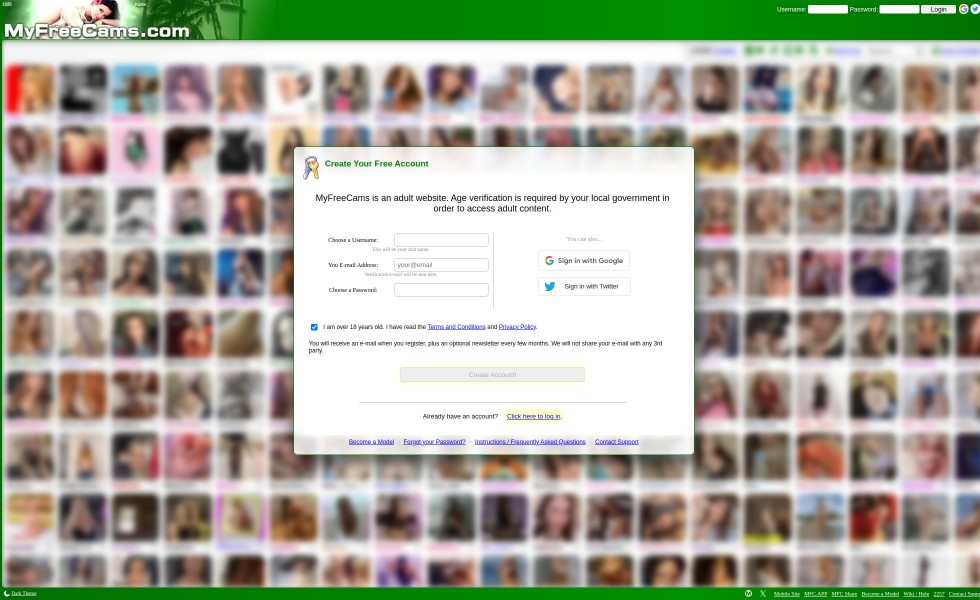 MyFreeCams.com
Username: Password: Login
Create Your Free Account
MyFreeCams is an adult website. Age verification is required by your local government in
order to access adult content.
Choose a Username:
This will be your chat name.
You E-mail Address: your@email
Verification e-mail will be sent here.
Choose a Password:
You can also...
Sign in with Google
Sign in with Twitter
I am over 18 years old. I have read the Terms and Conditions and Privacy Policy.
You will receive an e-mail when you register, plus an optional newsletter every few months. We will not share your e-mail with any 3rd
party.
Create Account!
Already have an account? Click here to log in.
Become a Model - Forgot your Password? - Instructions / Frequently Asked Questions - Contact Support
Dark Theme
Mobile Site MFC.APP MFC Share Become a Model Wiki / Help 2257 Contact